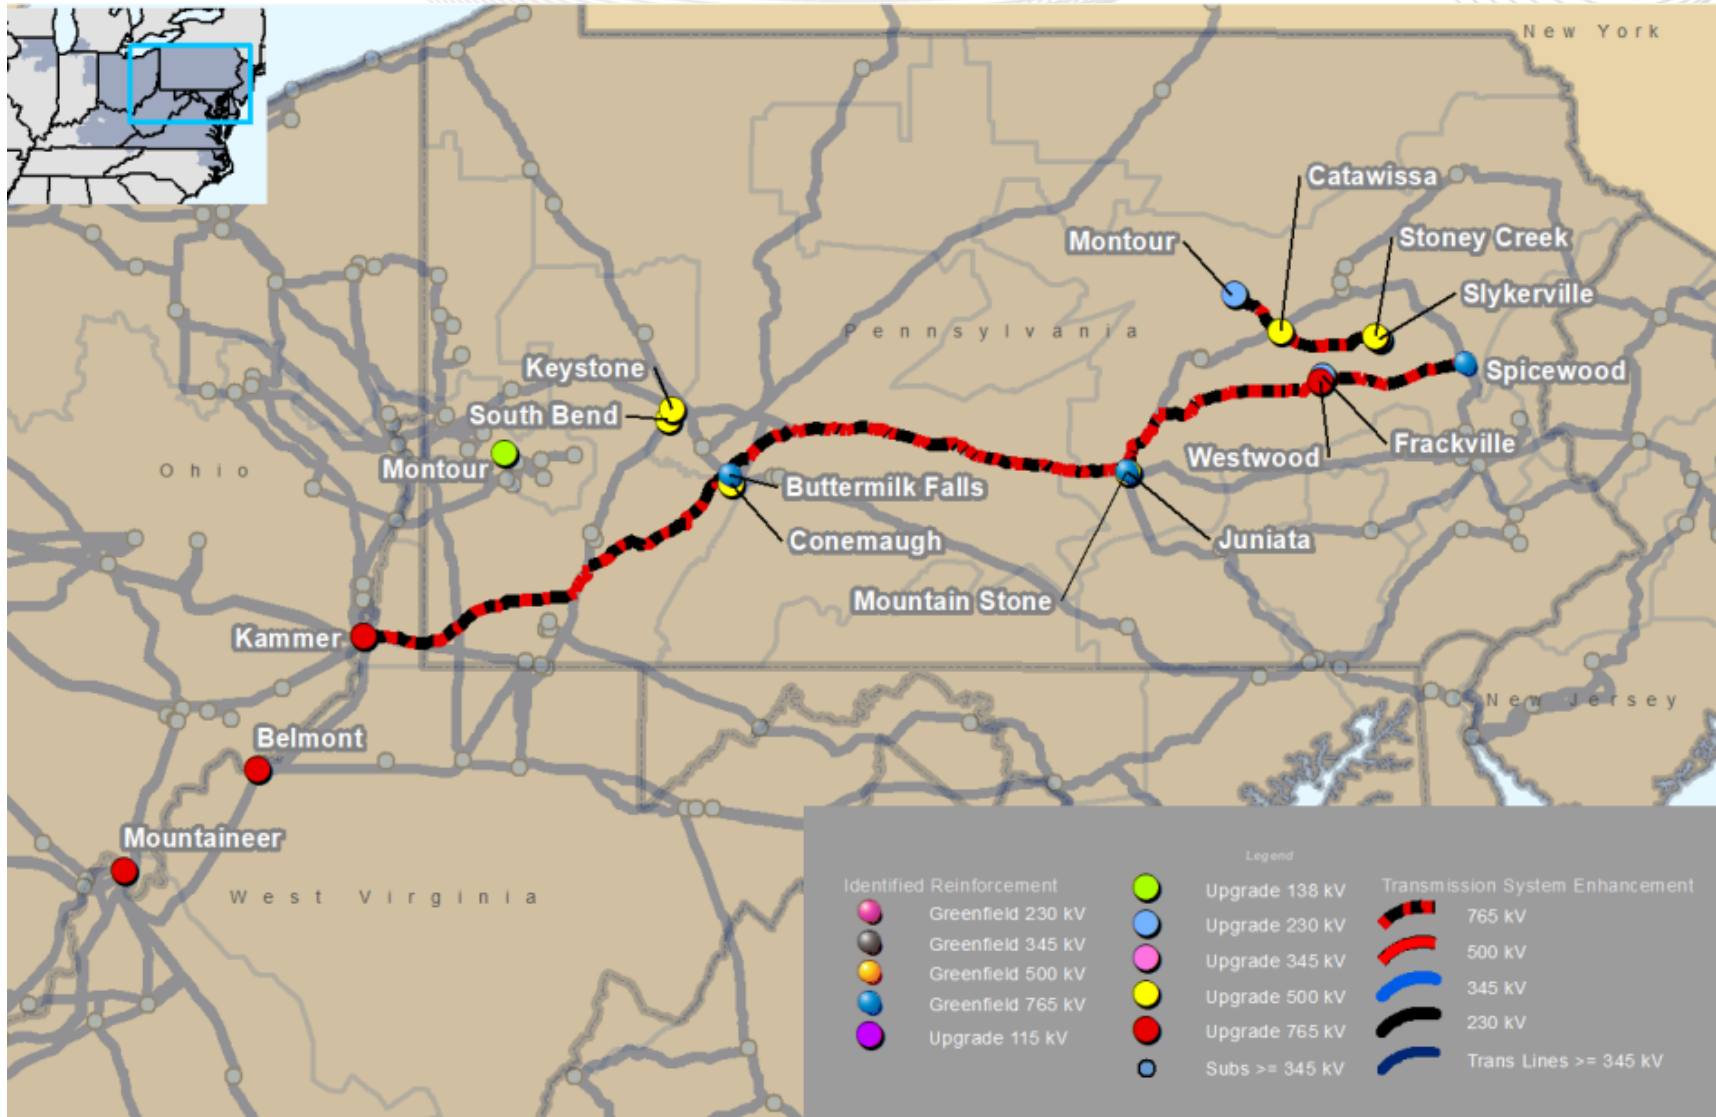 New York
Catawissa
Stoney Creek
Montour
Slykerville
Pennsylvania
Keystone
Spicewood
South Bend
Frackville
Westwood
Ohio
Montour
Buttermilk Falls
Conemaugh
Juniata
Mountain Stone
Kammer
New Jersey
Belmont
Mountaineer
West Virginia
Legend
Identified Reinforcement
Greenfield 230 kV
Greenfield 345 kV
Greenfield 500 kV
Greenfield 765 kV
Upgrade 115 kV
Upgrade 138 kV
Upgrade 230 kV
Upgrade 345 kV
Upgrade 500 kV
Upgrade 765 kV
Subs >= 345 kV
Transmission System Enhancement
765 kV
500 kV
345 kV
230 kV
Trans Lines >= 345 kV